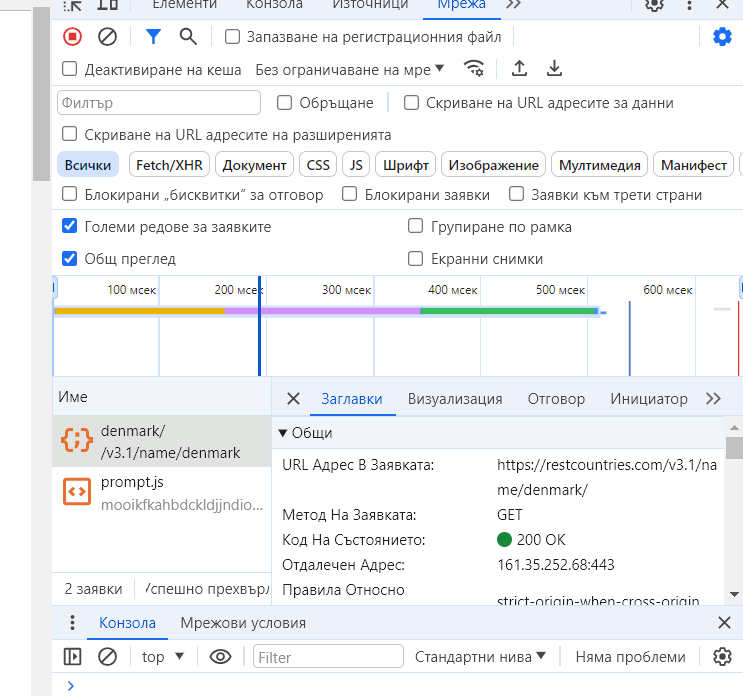 Елементи Конзола Източници Мрежа
Запазване на регистрационния файл
Деактивиране на кеша Без ограничаване на мре
Филтър Обръщане Скриване на URL адресите за данни
Скриване на URL адресите на разширенията
Всички Fetch/XHR Документ CSS JS Шрифт Изображение Мултимедия Манифест
Блокирани „бисквитки“ за отговор Блокирани заявки Заявки към трети страни
Големи редове за заявките Групиране по рамка
Общ преглед Екранни снимки
100 мсек 200 мсек 300 мсек 400 мсек 500 мсек 600 мсек
Име Заглавки Визуализация Отговор Инициатор
denmark/
/v3.1/name/denmark
prompt.js
mooikfkahbdckldjjndio...
Общи
URL Адрес В Заявката: https://restcountries.com/v3.1/na
me/denmark/
Метод На Заявката: GET
Код На Състоянието: 200 OK
Отдалечен Адрес: 161.35.252.68:443
Правила Относно
strict-origin-when-cross-origin
2 заявки
Конзола Мрежови условия
top Filter Стандартни нива Няма проблеми